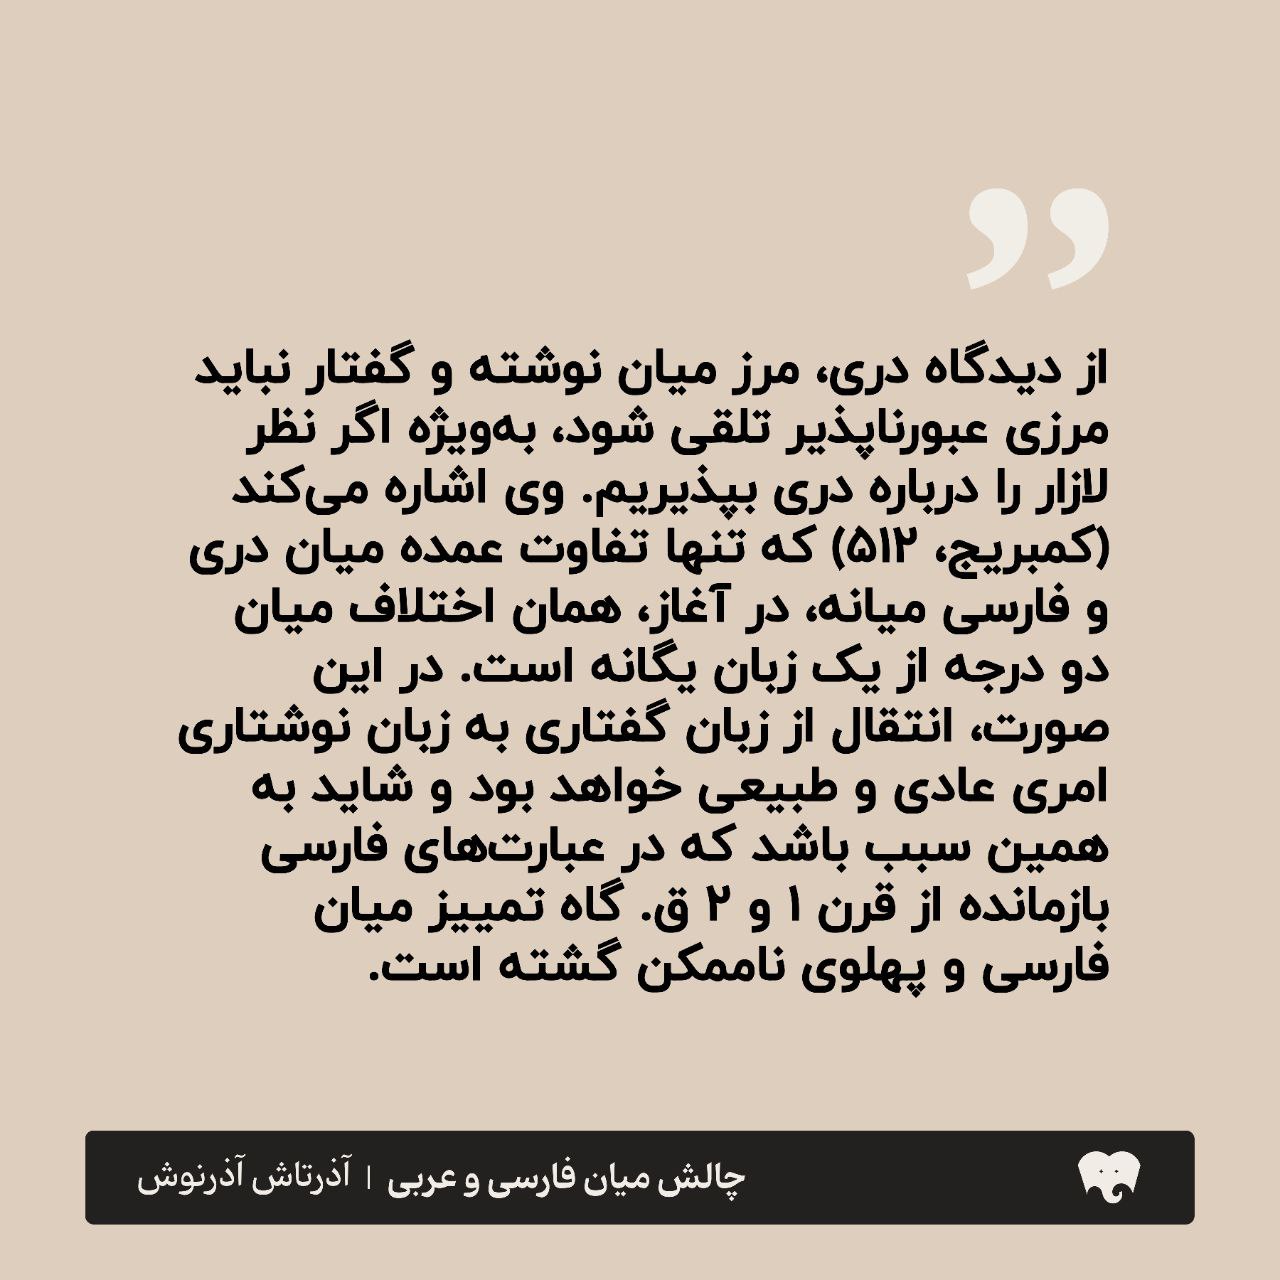 از دیدگاه دری، مرز میان نوشته و گفتار نباید
مرزی عبورناپذیر تلقی شود، به‌ویژه اگر نظر
لازار را درباره دری بپذیریم. وی اشاره می‌کند
(کمبریج، ۵۱۲) که تنها تفاوت عمده میان دری
و فارسی میانه، در آغاز، همان اختلاف میان
دو درجه از یک زبان یگانه است. در این
صورت، انتقال از زبان گفتاری به زبان نوشتاری
امری عادی و طبیعی خواهد بود و شاید به
همین سبب باشد که در عبارت‌های فارسی
بازمانده از قرن ۱ و ۲ ق. گاه تمییز میان
فارسی و پهلوی ناممکن گشته است.
چالش میان فارسی و عربی | آذرتاش آذرنوش